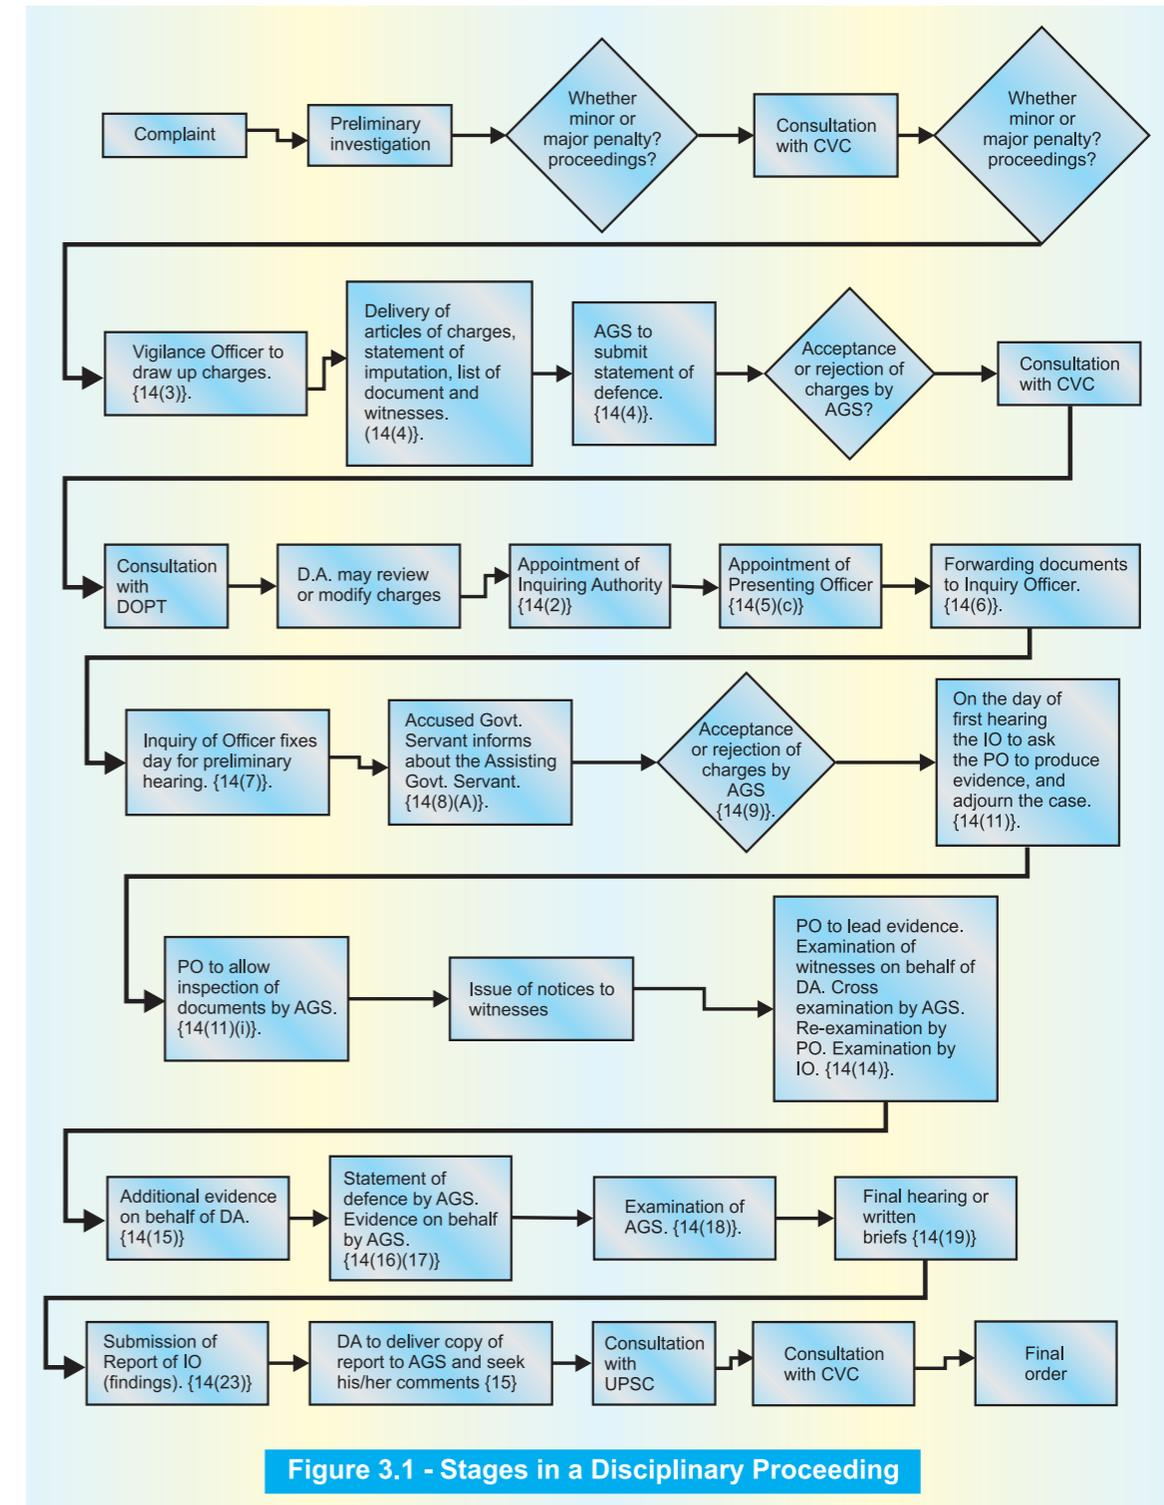 Complaint
Preliminary
investigation
Whether
minor or
major penalty?
proceedings?
Consultation
with CVC
Whether
minor or
major penalty?
proceedings?
Vigilance Officer to
draw up charges.
{14(3)}.
Delivery of
articles of charges,
statement of
imputation, list of
document and
witnesses.
(14(4)}.
AGS to
submit
statement of
defence.
{14(4)}.
Acceptance
or rejection of
charges by
AGS?
Consultation
with CVC
Consultation
with
DOPT
D.A. may review
or modify charges
Appointment of
Inquiring Authority
{14(2)}
Appointment of
Presenting Officer
{14(5)(c)}
Forwarding documents
to Inquiry Officer.
{14(6)}.
Inquiry of Officer fixes
day for preliminary
hearing. {14(7)}.
Accused Govt.
Servant informs
about the Assisting
Govt. Servant.
{14(8)(A)}.
Acceptance
or rejection of
charges by
AGS
{14(9)}.
On the day of
first hearing
the IO to ask
the PO to produce
evidence, and
adjourn the case.
{14(11)}.
PO to allow
inspection of
documents by AGS.
{14(11)(i)}.
Issue of notices to
witnesses
PO to lead evidence.
Examination of
witnesses on behalf of
DA. Cross
examination by AGS.
Re-examination by
PO. Examination by
IO. {14(14)}.
Additional evidence
on behalf of DA.
{14(15)}
Statement of
defence by AGS.
Evidence on behalf
by AGS.
{14(16)(17)}
Examination of
AGS. {14(18)}.
Final hearing or
written
briefs {14(19)}
Submission of
Report of IO
(findings). {14(23)}
DA to deliver copy of
report to AGS and seek
his/her comments {15}
Consultation
with
UPSC
Consultation
with CVC
Final
order
Figure 3.1 - Stages in a Disciplinary Proceeding